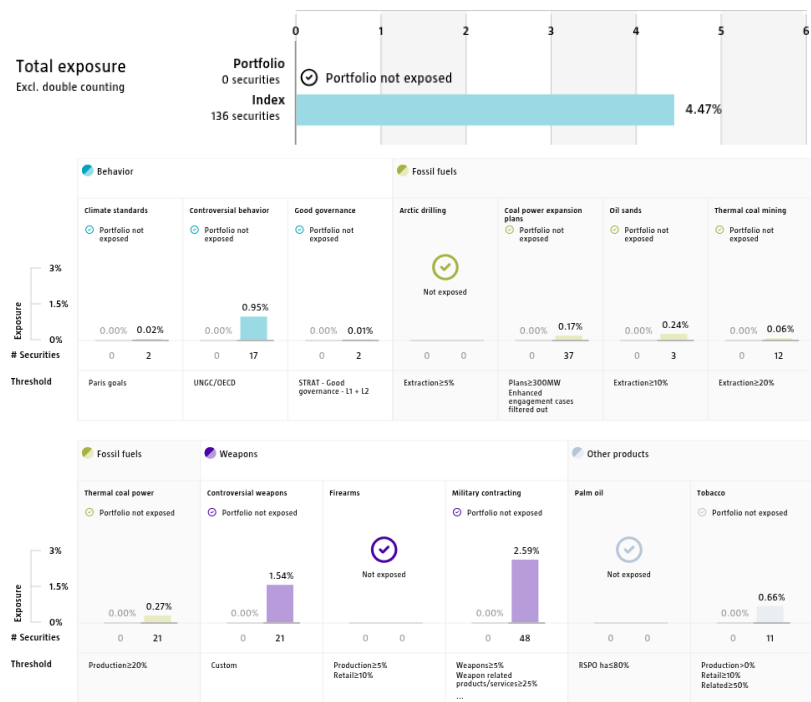 0 1 2 3 4 5 6
Total exposure
Excl. double counting
Portfolio
0 securities
Portfolio not exposed
Index
136 securities
4.47%
Behavior
Fossil fuels
Climate standards
Controversial behavior
Good governance
Arctic drilling
Coal power expansion
plans
Oil sands
Thermal coal mining
Portfolio not
exposed
Portfolio not
exposed
Portfolio not
exposed
Not exposed
Portfolio not
exposed
Portfolio not
exposed
Portfolio not
exposed
Exposure
3%
1.5%
0%
0.00% 0.02%
0.00% 0.95%
0.00% 0.01%
0.00% 0.17%
0.00% 0.24%
0.00% 0.06%
# Securities 0 2 0 17 0 2 0 0 0 37 0 3 0 12
Threshold
Paris goals
UNGC/OECD
STRAT - Good
governance - L1 + L2
Extraction≥5%
Plans≥300MW
Enhanced
engagement cases
filtered out
Extraction≥10%
Extraction≥20%
Fossil fuels
Weapons
Other products
Thermal coal power
Controversial weapons
Firearms
Military contracting
Palm oil
Tobacco
Portfolio not exposed
Portfolio not exposed
Not exposed
Portfolio not exposed
Not exposed
Portfolio not exposed
Exposure
3%
1.5%
0%
0.00% 0.27%
0.00% 1.54%
0.00% 2.59%
0.00% 0.66%
# Securities 0 21 0 21 0 0 0 48 0 0 0 11
Threshold
Production≥20%
Custom
Production≥5%
Retail≥10%
Weapons≥5%
Weapon related
products/services≥25%
...
RSPO ha≤80%
Production>0%
Retail≥10%
Related≥50%